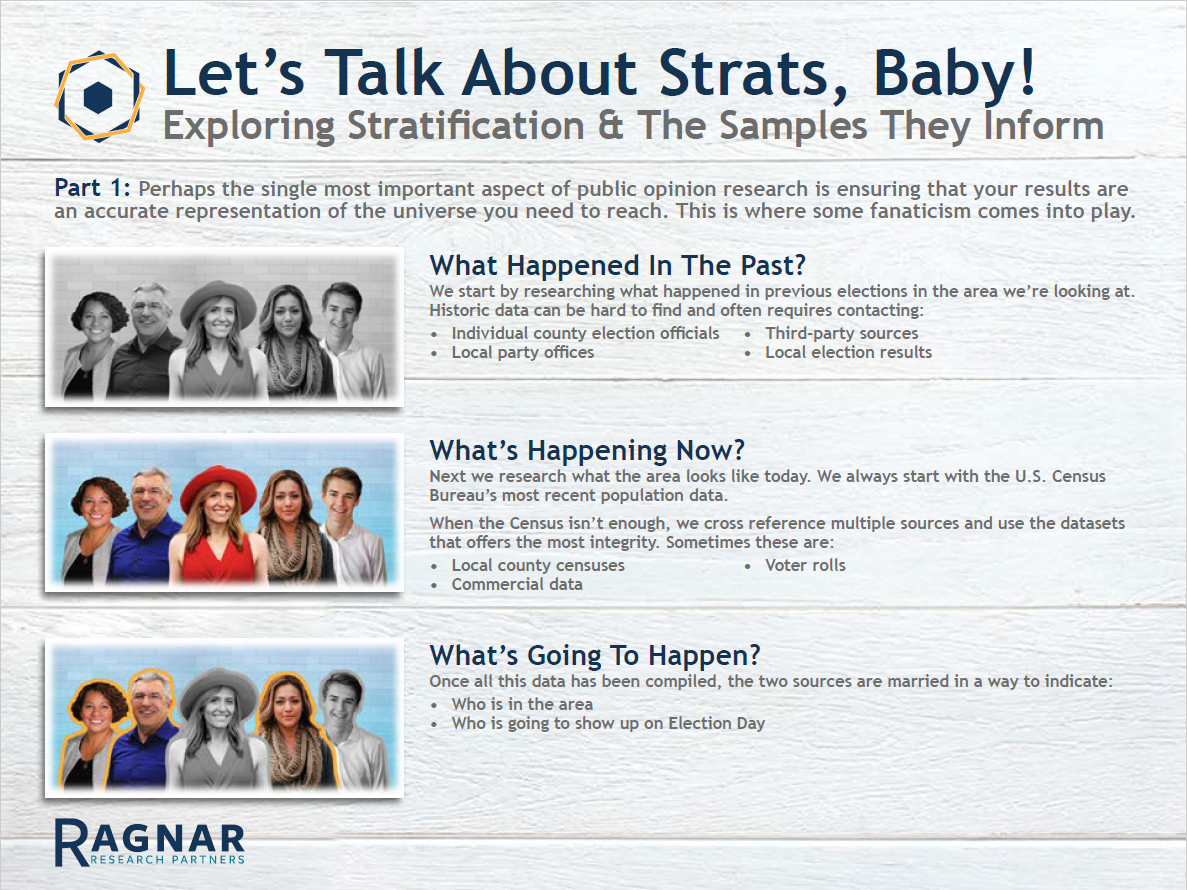 Let’s Talk About Strats, Baby!
Exploring Stratification & The Samples They Inform
Part 1: Perhaps the single most important aspect of public opinion research is ensuring that your results are
an accurate representation of the universe you need to reach. This is where some fanaticism comes into play.
What Happened In The Past?
We start by researching what happened in previous elections in the area we’re looking at.
Historic data can be hard to find and often requires contacting:
• Individual county election officials
• Local party offices
• Third-party sources
• Local election results
What’s Happening Now?
Next we research what the area looks like today. We always start with the U.S. Census
Bureau’s most recent population data.
When the Census isn’t enough, we cross reference multiple sources and use the datasets
that offers the most integrity. Sometimes these are:
• Local county censuses
• Commercial data
• Voter rolls
What’s Going To Happen?
Once all this data has been compiled, the two sources are married in a way to indicate:
• Who is in the area
• Who is going to show up on Election Day
RAGNAR
RESEARCH PARTNERS